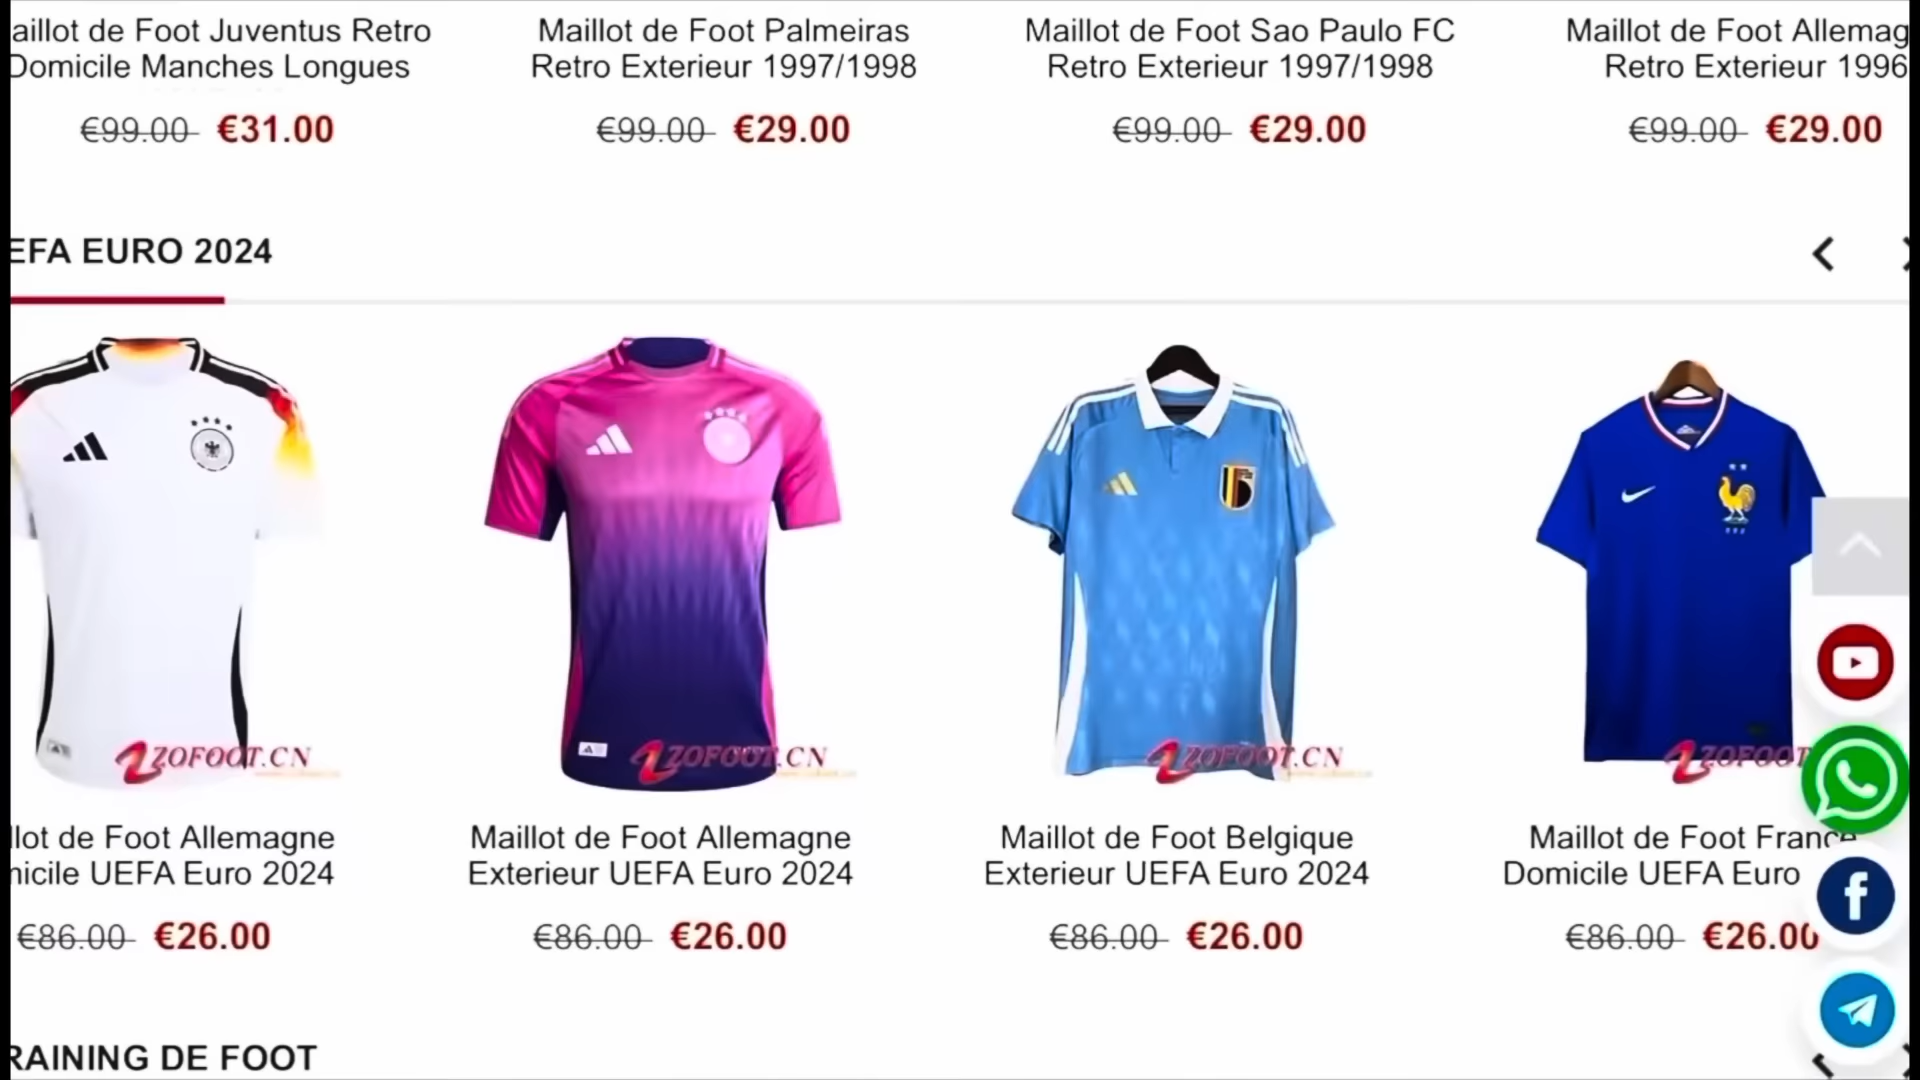 aillot de Foot Juventus Retro
Domicile Manches Longues
€99.00 €31.00
Maillot de Foot Palmeiras
Retro Exterieur 1997/1998
€99.00 €29.00
Maillot de Foot Sao Paulo FC
Retro Exterieur 1997/1998
€99.00 €29.00
Maillot de Foot Allemag
Retro Exterieur 1996
€99.00 €29.00
EFA EURO 2024
ZOFOOT.CN
ZOFOOT.CN
ZOFOOT.CN
ZOFOOT
llot de Foot Allemagne
micile UEFA Euro 2024
€86.00 €26.00
Maillot de Foot Allemagne
Exterieur UEFA Euro 2024
€86.00 €26.00
Maillot de Foot Belgique
Exterieur UEFA Euro 2024
€86.00 €26.00
Maillot de Foot France
Domicile UEFA Euro
€86.00 €26.00
RAINING DE FOOT